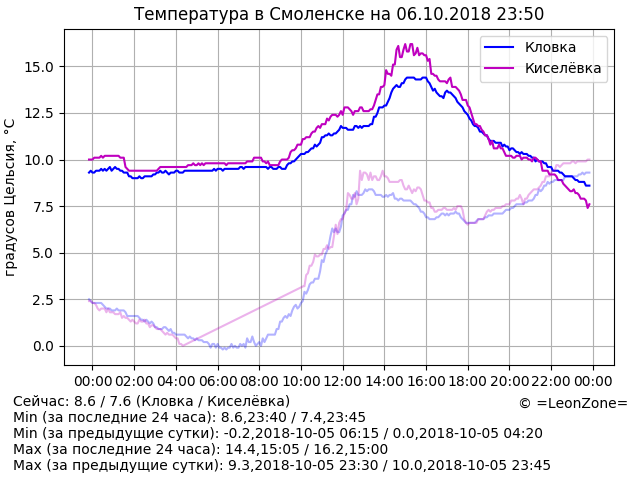 Температура в Смоленске на 06.10.2018 23:50
градусов Цельсия, °C
15.0
12.5
10.0
7.5
5.0
2.5
0.0
Кловка
Киселёвка
00:00 02:00 04:00 06:00 08:00 10:00 12:00 14:00 16:00 18:00 20:00 22:00 00:00
Сейчас: 8.6 / 7.6 (Кловка / Киселёвка)
© =LeonZone=
Min (за последние 24 часа): 8.6,23:40 / 7.4,23:45
Min (за предыдущие сутки): -0.2,2018-10-05 06:15 / 0.0,2018-10-05 04:20
Max (за последние 24 часа): 14.4,15:05 / 16.2,15:00
Max (за предыдущие сутки): 9.3,2018-10-05 23:30 / 10.0,2018-10-05 23:45